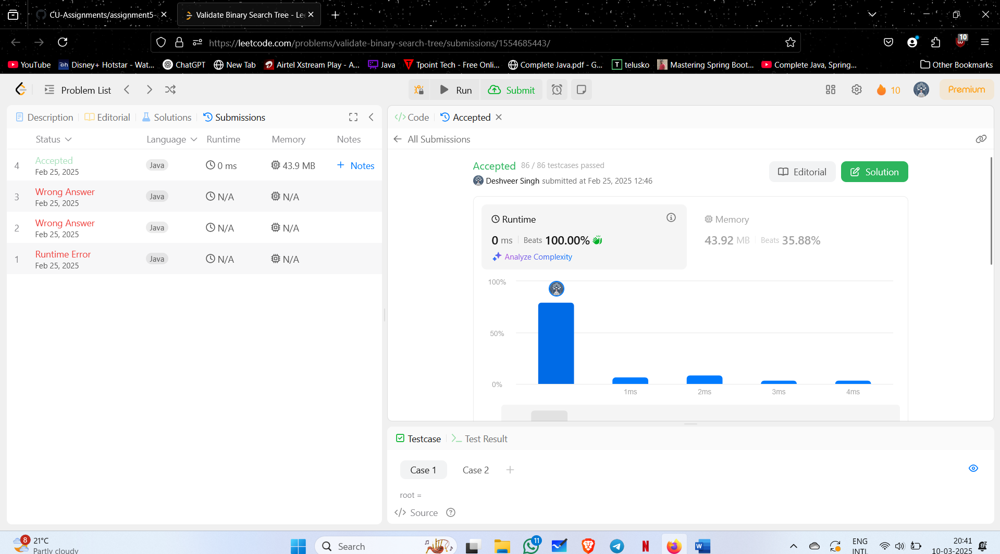 CU-Assignments/assignment5-
Validate Binary Search Tree - Le
https://leetcode.com/problems/validate-binary-search-tree/submissions/1554685443/
10
YouTube Disney+ Hotstar - Wat... ChatGPT New Tab Airtel Xstream Play - A... Java Tpoint Tech - Free Onli... Complete Java.pdf - G... telusko Mastering Spring Boot... Complete Java, Spring... Other Bookmarks
Problem List Run Submit 10 Premium
Description Editorial Solutions Submissions
Status Language Runtime Memory Notes
4 Accepted Java 0 ms 43.9 MB + Notes
Feb 25, 2025
3 Wrong Answer Java N/A N/A
Feb 25, 2025
2 Wrong Answer Java N/A N/A
Feb 25, 2025
1 Runtime Error Java N/A N/A
Feb 25, 2025
</> Code Accepted
All Submissions
Accepted 86 / 86 testcases passed
Deshveer Singh submitted at Feb 25, 2025 12:46
Editorial Solution
Runtime
0 ms Beats 100.00%
Analyze Complexity
Memory
43.92 MB Beats 35.88%
100%
50%
0%
1ms 2ms 3ms 4ms
Testcase >_ Test Result
Case 1 Case 2 +
root =
</> Source ?
8 21°C
Partly cloudy
Search
11
ENG
INTL
20:41
10-03-2025